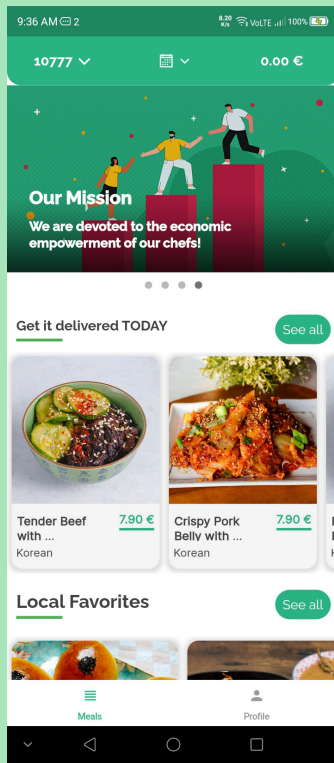 9:36 AM 2 8.20 K/s VoLTE 100%
10777 0.00 €
Our Mission
We are devoted to the economic
empowerment of our chefs!
Get it delivered TODAY See all
Tender Beef 7.90 €
with ...
Korean
Crispy Pork 7.90 €
Belly with ...
Korean
Local Favorites See all
Meals Profile